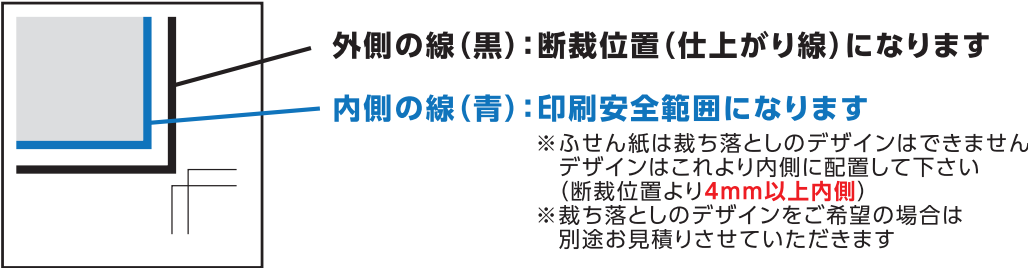 外側の線（黒）：断裁位置（仕上がり線）になります
内側の線（青）：印刷安全範囲になります
※ふせん紙は裁ち落としのデザインはできません
デザインはこれより内側に配置して下さい
（断裁位置より4mm以上内側）
※裁ち落としのデザインをご希望の場合は
別途お見積りさせていただきます